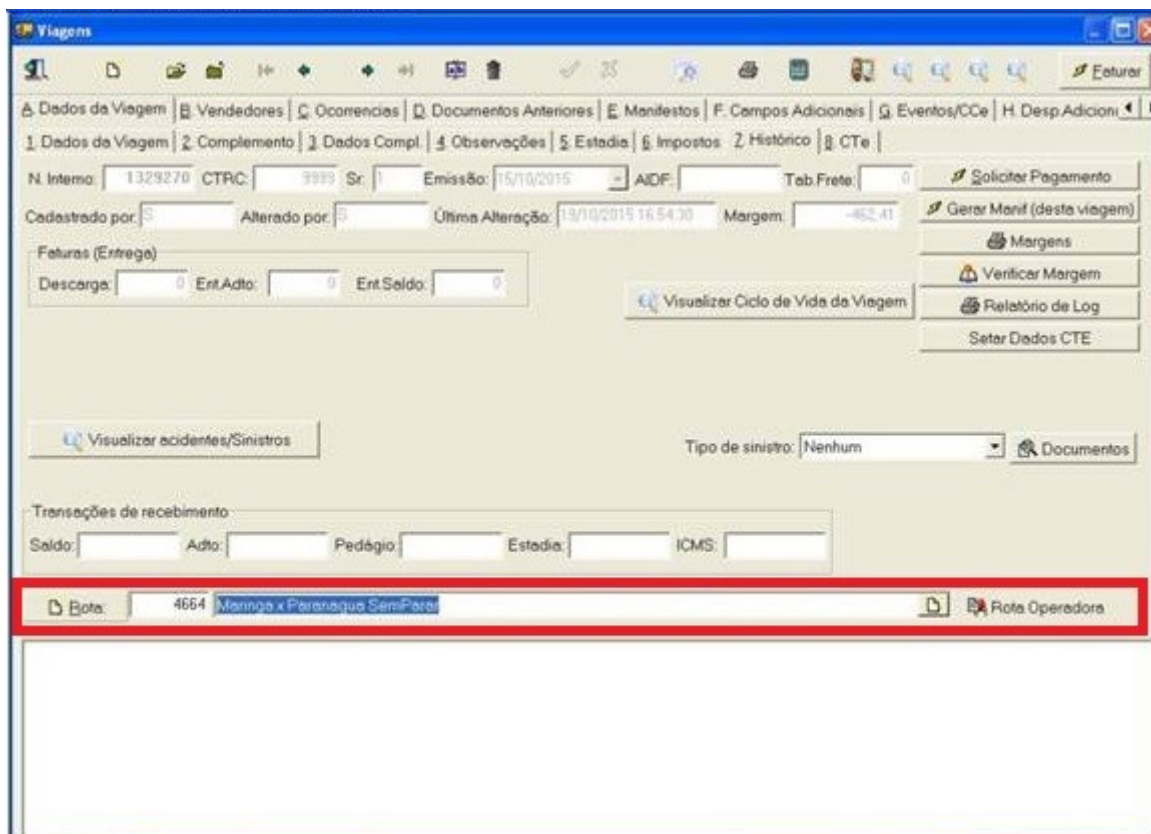 Viagens
Faturar
A. Dados da Viagem B. Vendedores C. Ocorrencias D. Documentos Anteriores E. Manifestos F. Campos Adicionais G. Eventos/CCe H. Desp.Adicion
1. Dados da Viagem 2. Complemento 3. Dados Compl. 4. Observações 5. Estadia 6. Impostos 7. Histórico 8. CTe
N. Interno: 1329270 CTRC: 9999 Sr: 1 Emissão: 15/10/2015 AIDF: Tab.Frete: 0 Solicitar Pagamento
Cadastrado por: S Alterado por: S Última Alteração: 19/10/2015 16:54:30 Margem: -462,41 Gerar Manif (desta viagem)
Faturas (Entrega) Margens
Descarga: 0 Ent.Adto: 0 Ent.Saldo: 0 Verificar Margem
Visualizar Ciclo de Vida da Viagem Relatório de Log
Setar Dados CTE
Visualizar acidentes/Sinistros Tipo de sinistro: Nenhum Documentos
Transações de recebimento
Saldo: Adto: Pedágio: Estadia: ICMS:
Rota: 4664 Maringa x Paranagua SemParar Rota Operadora